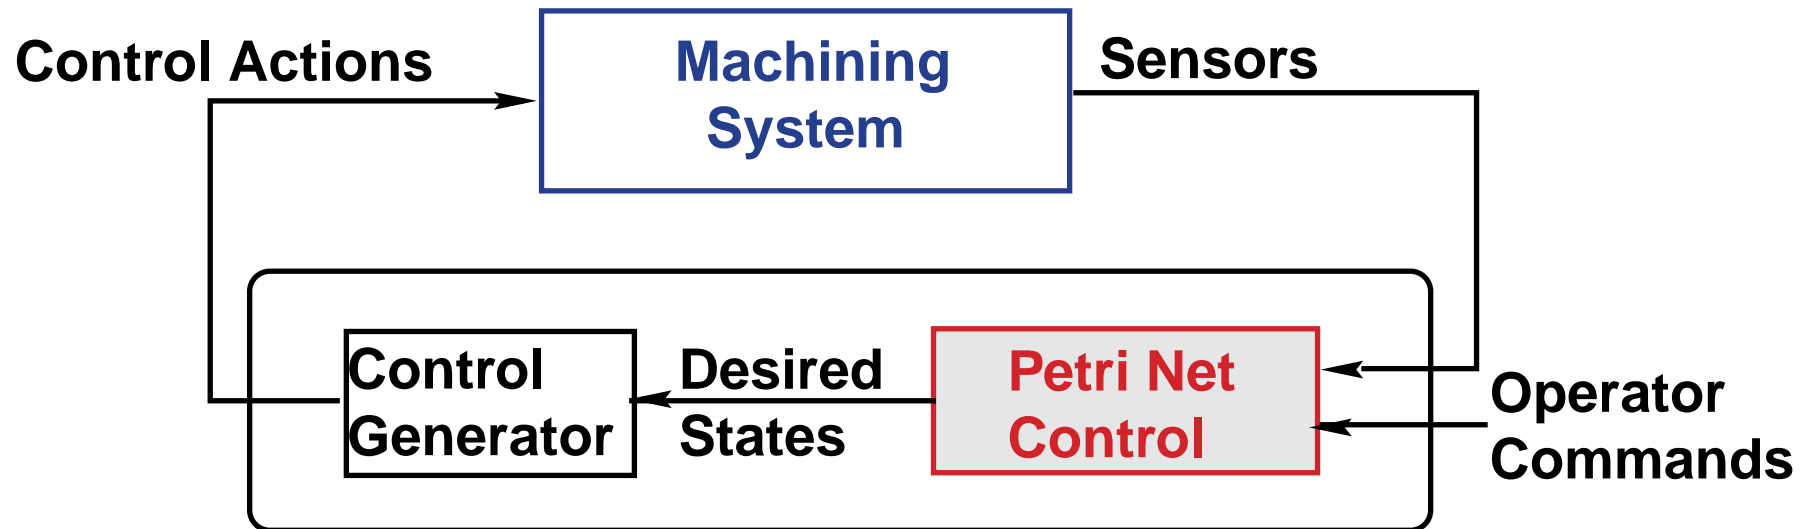 Control Actions
Machining
System
Sensors
Control
Generator
Desired
States
Petri Net
Control
Operator
Commands